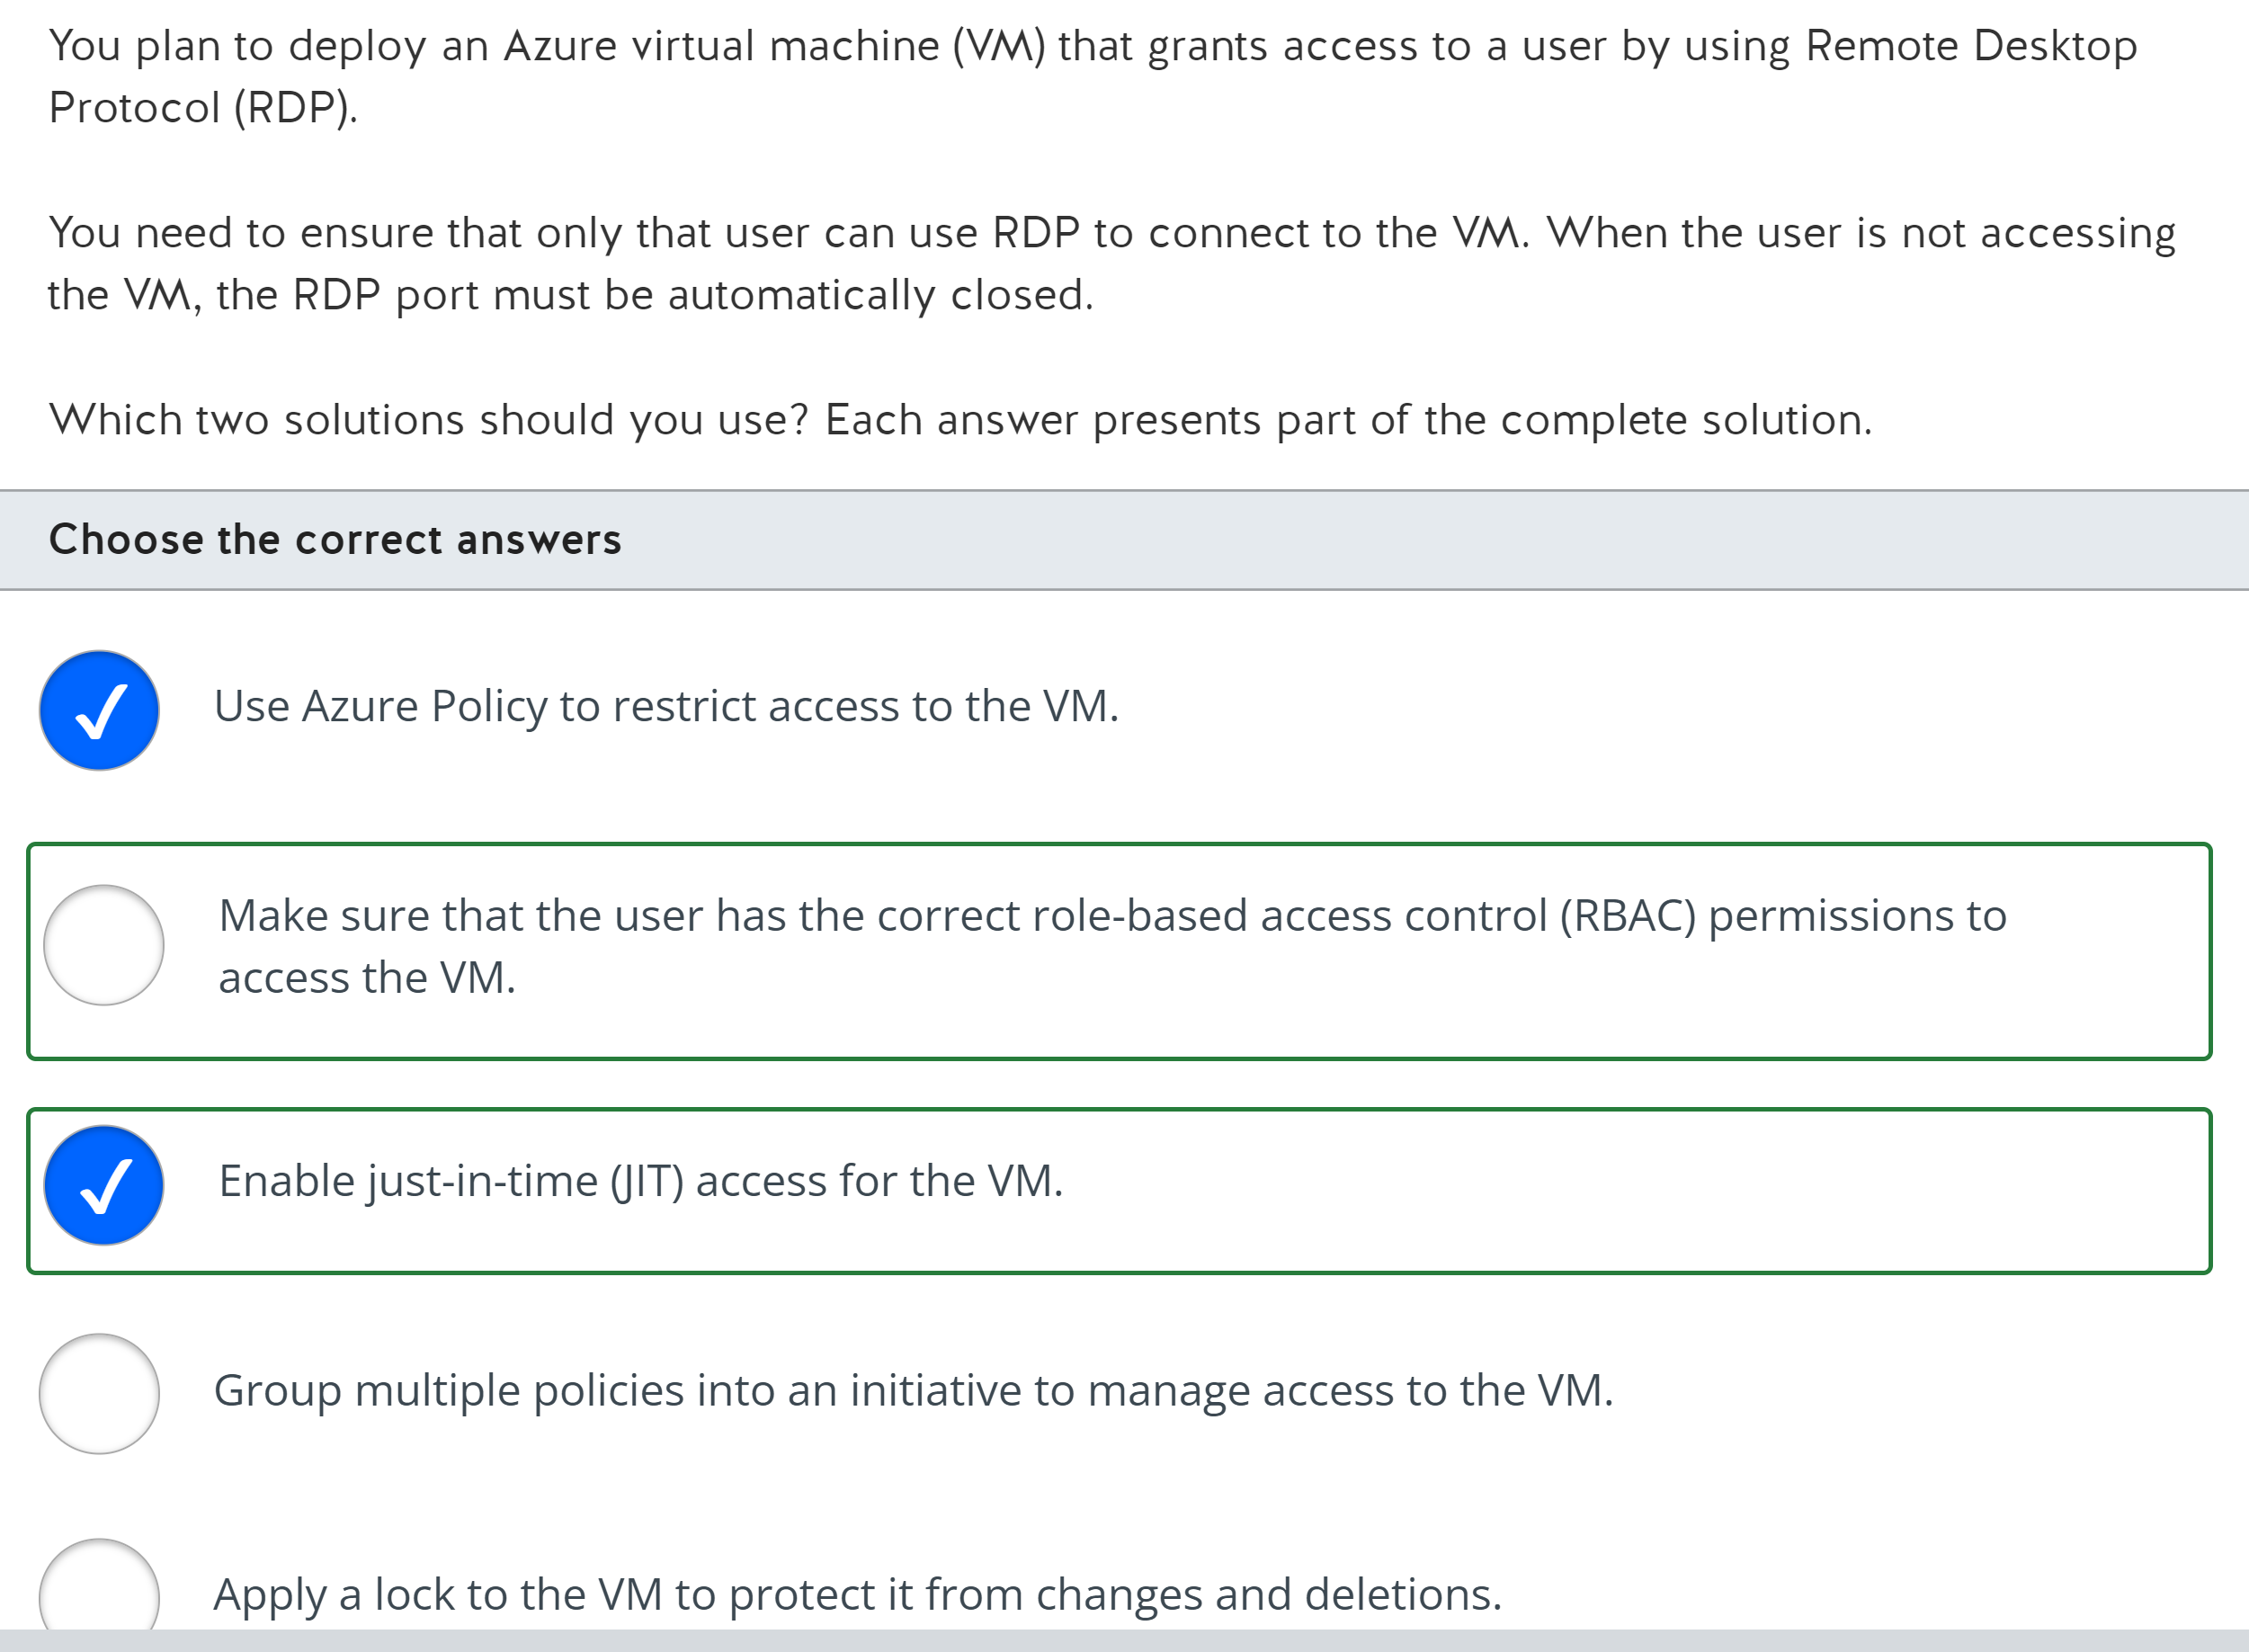 You plan to deploy an Azure virtual machine (VM) that grants access to a user by using Remote Desktop
Protocol (RDP).
You need to ensure that only that user can use RDP to connect to the VM. When the user is not accessing
the VM, the RDP port must be automatically closed.
Which two solutions should you use? Each answer presents part of the complete solution.
Choose the correct answers
Use Azure Policy to restrict access to the VM.
Make sure that the user has the correct role-based access control (RBAC) permissions to
access the VM.
Enable just-in-time (JIT) access for the VM.
Group multiple policies into an initiative to manage access to the VM.
Apply a lock to the VM to protect it from changes and deletions.